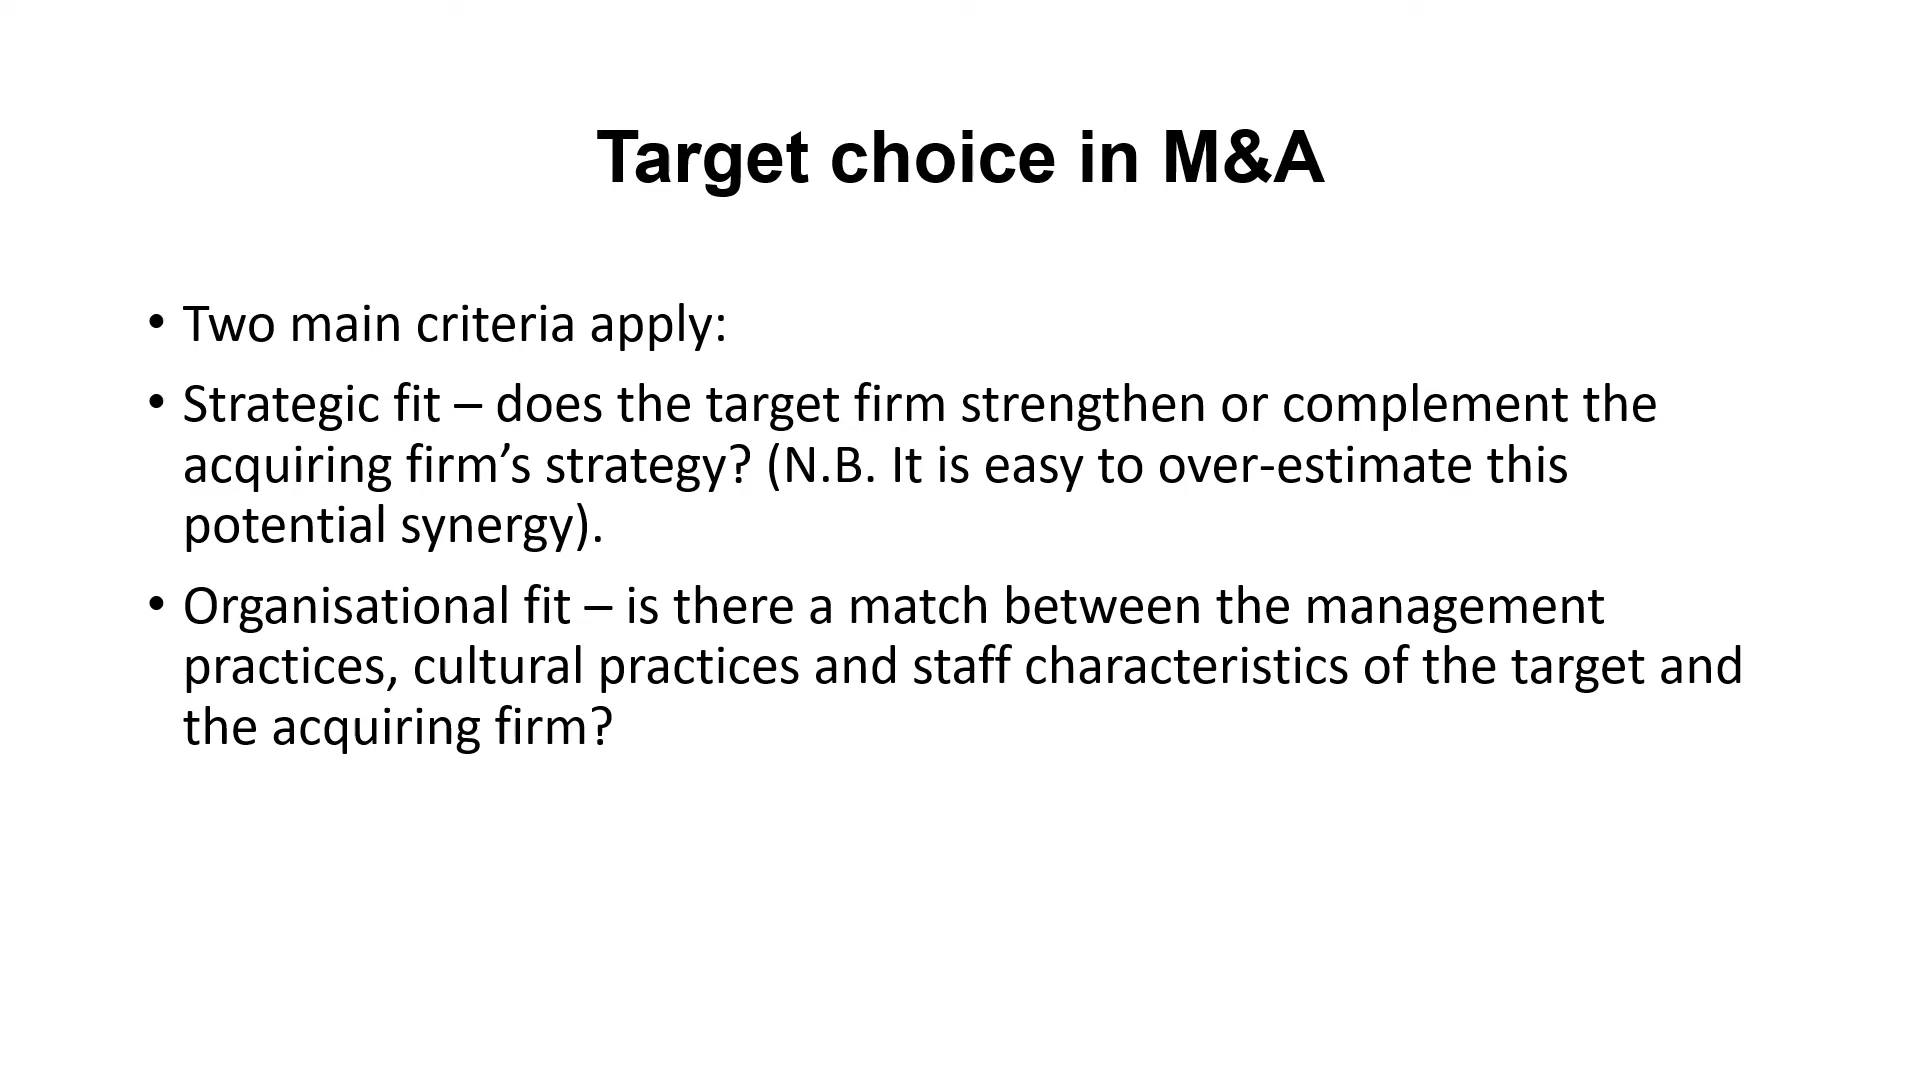 Target choice in M&A
• Two main criteria apply:
• Strategic fit – does the target firm strengthen or complement the
acquiring firm’s strategy? (N.B. It is easy to over-estimate this
potential synergy).
• Organisational fit – is there a match between the management
practices, cultural practices and staff characteristics of the target and
the acquiring firm?